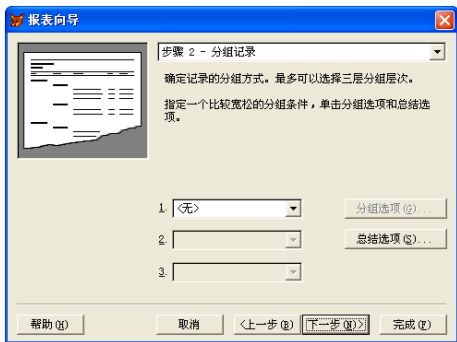 报表向导
步骤 2 - 分组记录
确定记录的分组方式。最多可以选择三层分组层次。
指定一个比较宽松的分组条件，单击分组选项和总结选
项。
1. <无> 分组选项(G)...
2. 总结选项(S)...
3.
帮助(H) 取消 <上一步(B) 下一步(N)> 完成(F)